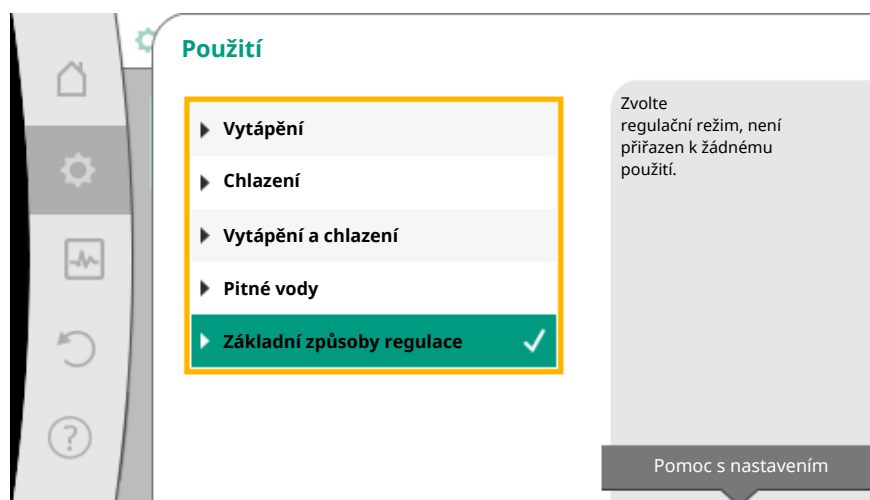 Použití
Vytápění
Chlazení
Vytápění a chlazení
Pitné vody
Základní způsoby regulace
Zvolte
regulační režim, není
přiřazen k žádnému
použití.
Pomoc s nastavením
?